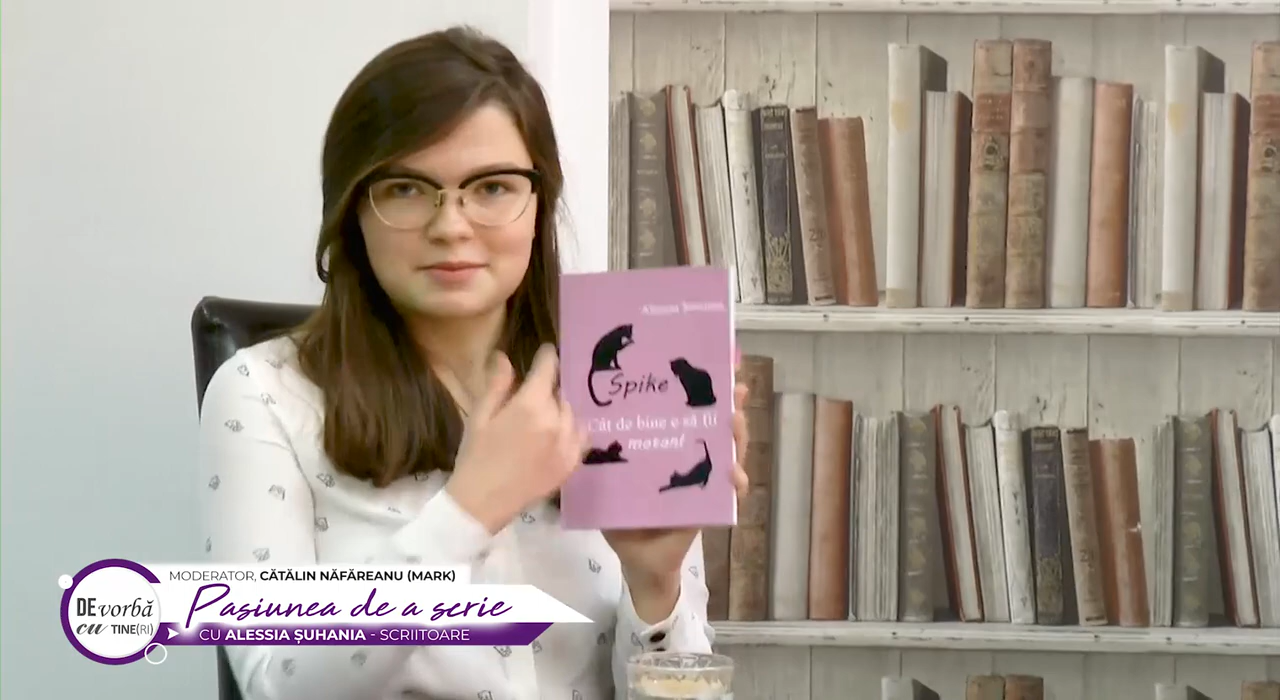 Spike
Cât de bine e să fii
motan!
MODERATOR, CĂTĂLIN NĂFĂREANU (MARK)
DE vorbă
cu TINE(RI)
Pasiunea de a scrie
CU ALESSIA ȘUHANIA - SCRIITOARE